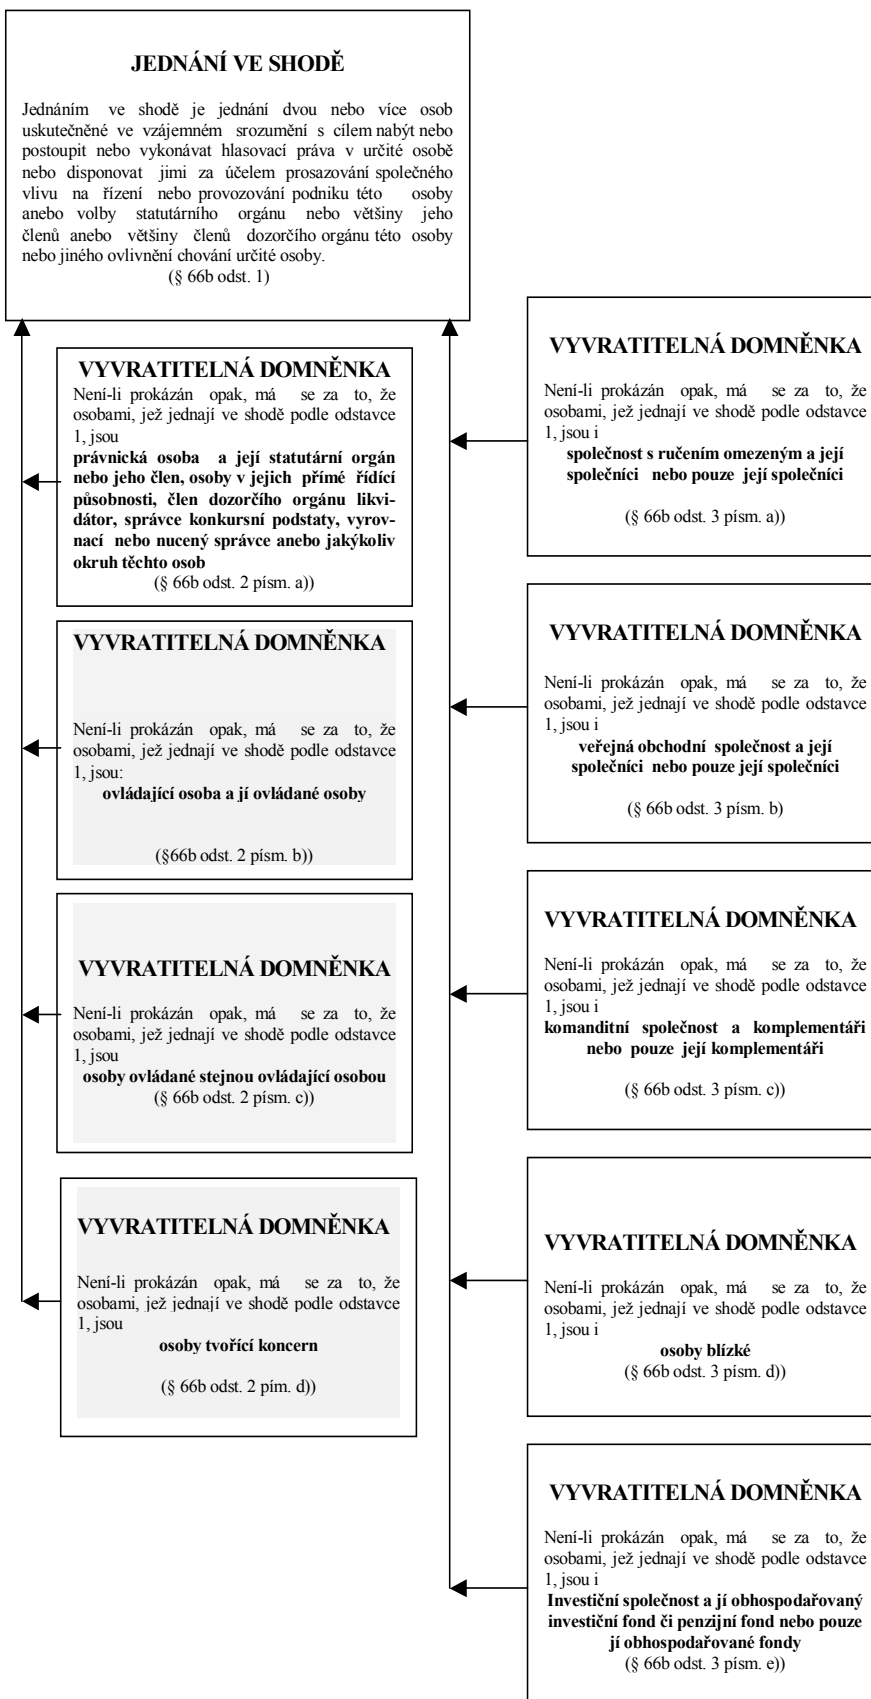 JEDNÁNÍ VE SHODĚ
Jednáním ve shodě je jednání dvou nebo více osob
uskutečněné ve vzájemném srozumění s cílem nabýt nebo
postoupit nebo vykonávat hlasovací práva v určité osobě
nebo disponovat jimi za účelem prosazování společného
vlivu na řízení nebo provozování podniku této osoby
anebo volby statutárního orgánu nebo většiny jeho
členů anebo většiny členů dozorčího orgánu této osoby
nebo jiného ovlivnění chování určité osoby.
(§ 66b odst. 1)
VYVRATITELNÁ DOMNĚNKA
Není-li prokázán opak, má se za to, že
osobami, jež jednají ve shodě podle odstavce
1, jsou
právnická osoba a její statutární orgán
nebo jeho člen, osoby v jejich přímé řídící
působnosti, člen dozorčího orgánu likvi-
dátor, správce konkursní podstaty, vyrov-
nací nebo nucený správce anebo jakýkoliv
okruh těchto osob
(§ 66b odst. 2 písm. a))
VYVRATITELNÁ DOMNĚNKA
Není-li prokázán opak, má se za to, že
osobami, jež jednají ve shodě podle odstavce
1, jsou:
ovládající osoba a jí ovládané osoby
(§66b odst. 2 písm. b))
VYVRATITELNÁ DOMNĚNKA
Není-li prokázán opak, má se za to, že
osobami, jež jednají ve shodě podle odstavce
1, jsou
osoby ovládané stejnou ovládající osobou
(§ 66b odst. 2 písm. c))
VYVRATITELNÁ DOMNĚNKA
Není-li prokázán opak, má se za to, že
osobami, jež jednají ve shodě podle odstavce
1, jsou
osoby tvořící koncern
(§ 66b odst. 2 pím. d))
VYVRATITELNÁ DOMNĚNKA
Není-li prokázán opak, má se za to, že
osobami, jež jednají ve shodě podle odstavce
1, jsou i
společnost s ručením omezeným a její
společníci nebo pouze její společníci
(§ 66b odst. 3 písm. a))
VYVRATITELNÁ DOMNĚNKA
Není-li prokázán opak, má se za to, že
osobami, jež jednají ve shodě podle odstavce
1, jsou i
veřejná obchodní společnost a její
společníci nebo pouze její společníci
(§ 66b odst. 3 písm. b)
VYVRATITELNÁ DOMNĚNKA
Není-li prokázán opak, má se za to, že
osobami, jež jednají ve shodě podle odstavce
1, jsou i
komanditní společnost a komplementáři
nebo pouze její komplementáři
(§ 66b odst. 3 písm. c))
VYVRATITELNÁ DOMNĚNKA
Není-li prokázán opak, má se za to, že
osobami, jež jednají ve shodě podle odstavce
1, jsou i
osoby blízké
(§ 66b odst. 3 písm. d))
VYVRATITELNÁ DOMNĚNKA
Není-li prokázán opak, má se za to, že
osobami, jež jednají ve shodě podle odstavce
1, jsou i
Investiční společnost a jí obhospodařovaný
investiční fond či penzijní fond nebo pouze
jí obhospodařované fondy
(§ 66b odst. 3 písm. e))